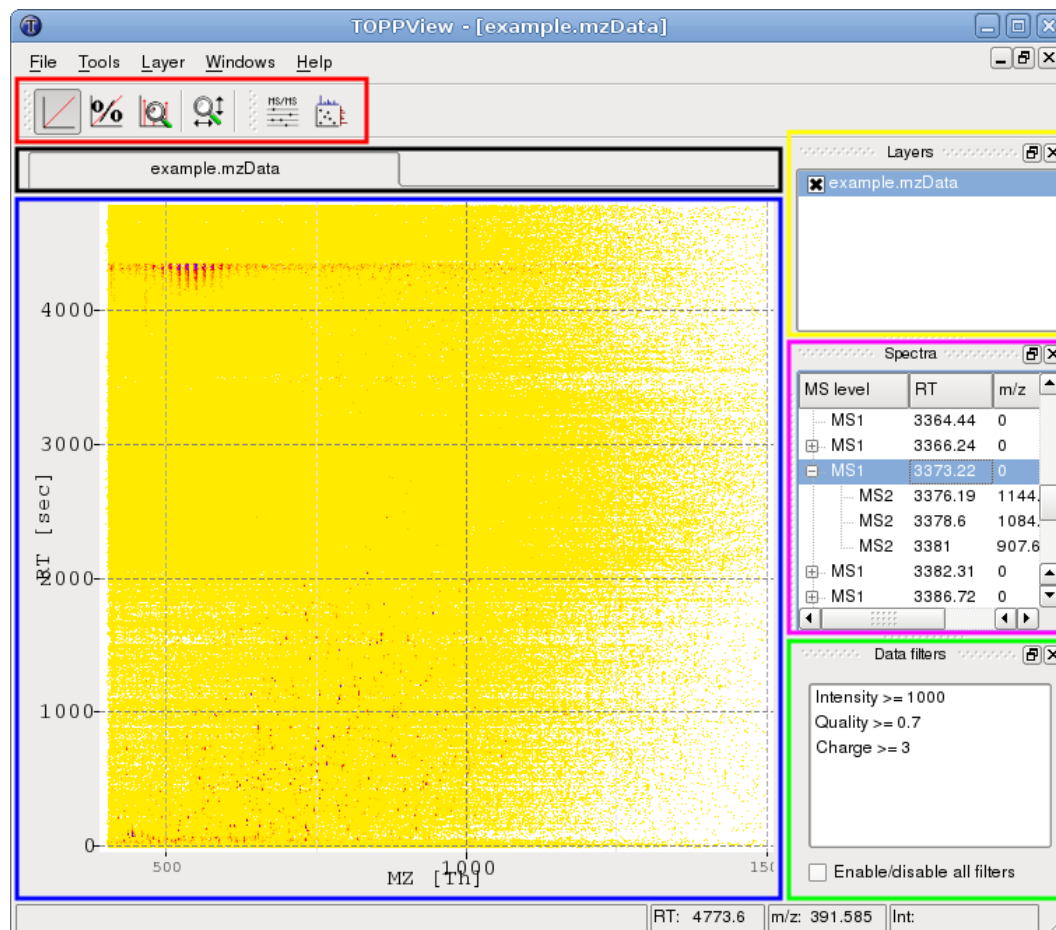 TOPPView - [example.mzData]
File Tools Layer Windows Help
% MS/MS
example.mzData
Layers
example.mzData
4000
3000
2000
1000
0
RT [sec]
500
1000
150
MZ [Th]
Spectra
MS level RT m/z
MS1 3364.44 0
MS1 3366.24 0
MS1 3373.22 0
MS2 3376.19 1144.
MS2 3378.6 1084.
MS2 3381 907.6
MS1 3382.31 0
MS1 3386.72 0
Data filters
Intensity >= 1000
Quality >= 0.7
Charge >= 3
Enable/disable all filters
RT: 4773.6 m/z: 391.585 Int: